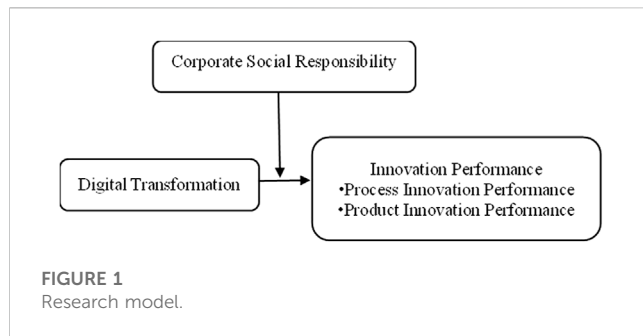 Corporate Social Responsibility
Digital Transformation
Innovation Performance
•Process Innovation Performance
•Product Innovation Performance
FIGURE 1
Research model.